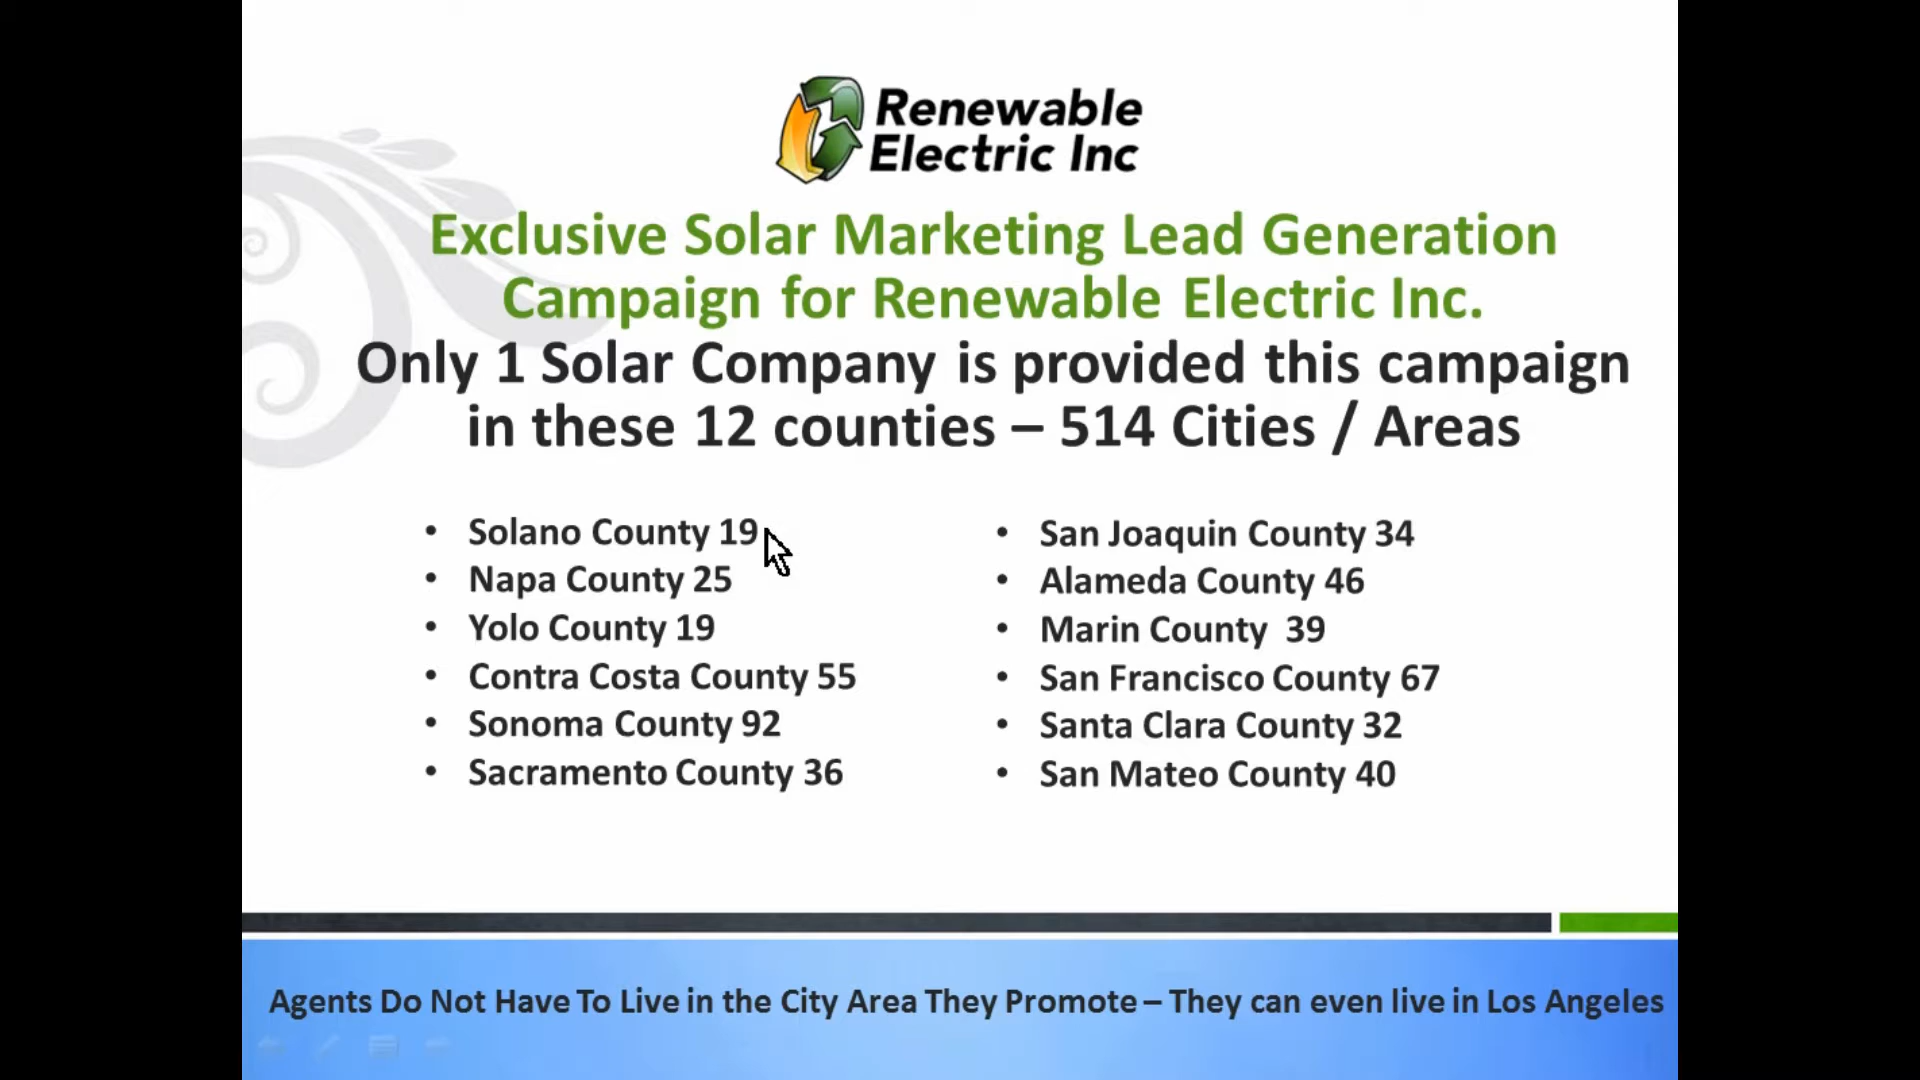 Renewable
Electric Inc
Exclusive Solar Marketing Lead Generation
Campaign for Renewable Electric Inc.
Only 1 Solar Company is provided this campaign
in these 12 counties – 514 Cities / Areas
• Solano County 19
• Napa County 25
• Yolo County 19
• Contra Costa County 55
• Sonoma County 92
• Sacramento County 36
• San Joaquin County 34
• Alameda County 46
• Marin County  39
• San Francisco County 67
• Santa Clara County 32
• San Mateo County 40
Agents Do Not Have To Live in the City Area They Promote – They can even live in Los Angeles